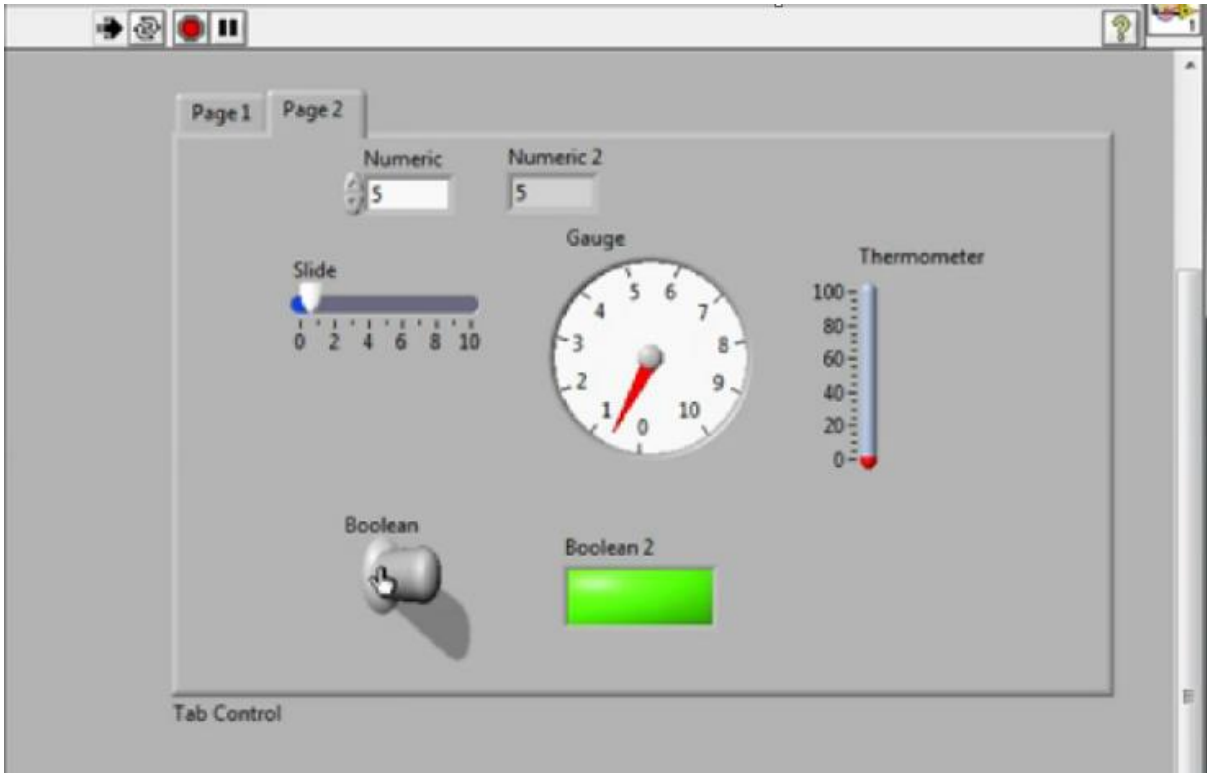 ?
1
Page 1 Page 2
Numeric Numeric 2
5 5
Gauge
Thermometer
Slide
0 2 4 6 8 10
0 1 2 3 4 5 6 7 8 9 10
100
80
60
40
20
0
Boolean
Boolean 2
Tab Control